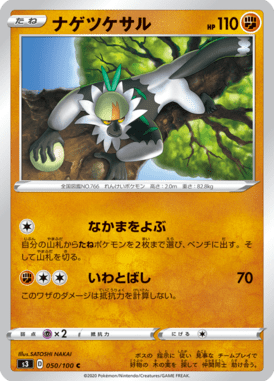 たね ナゲツケサル HP 110
全国図鑑NO.766 れんけいポケモン 高さ:2.0m 重さ:82.8kg
なかまをよぶ
自分の山札からたねポケモンを2枚まで選び、ベンチに出す。そ
して山札を切る。
いわとばし 70
このワザのダメージは抵抗力を計算しない。
弱点 ×2 抵抗力 にげる
Illus. SATOSHI NAKAI
s3 D 050/100 C
ボスの指示に従い見事なチームプレイで
好物の木の実を楯に戦し仲間同士助け合う。
©2020 Pokémon/Nintendo/Creatures/GAME FREAK.